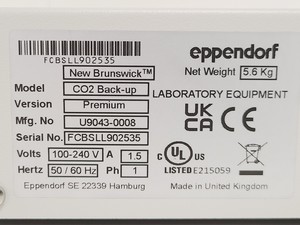 FCBSLL902535
eppendorf
New Brunswick™
Net Weight 5.6 Kg
Model CO2 Back-up
LABORATORY EQUIPMENT
Version Premium
Mfg. No U9043-0008
UK CA CE
Serial No. FCBSLL902535
Volts 100-240 V A 1.5
c UL US
LISTED E215059
Hertz 50 / 60 Hz Ph 1
Eppendorf SE 22339 Hamburg
Made in United Kingdom